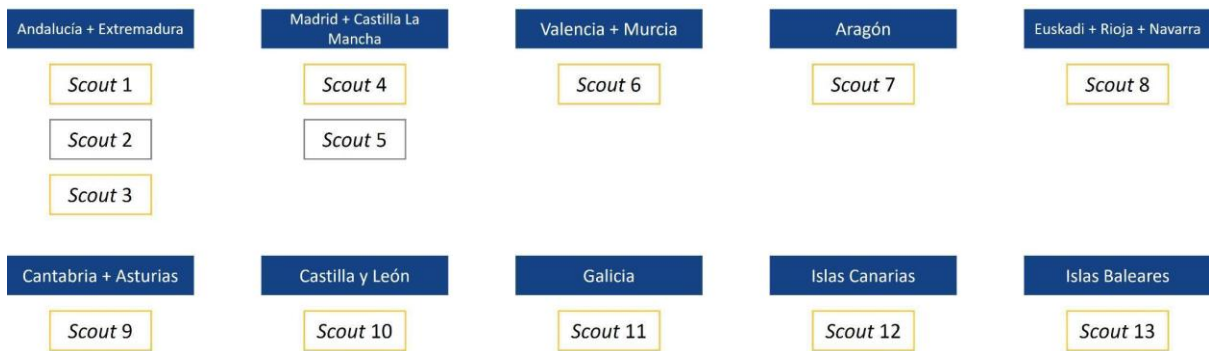 Andalucía + Extremadura
Madrid + Castilla La
Mancha
Valencia + Murcia
Aragón
Euskadi + Rioja + Navarra
Scout 1
Scout 4
Scout 6
Scout 7
Scout 8
Scout 2
Scout 5
Scout 3
Cantabria + Asturias
Castilla y León
Galicia
Islas Canarias
Islas Baleares
Scout 9
Scout 10
Scout 11
Scout 12
Scout 13